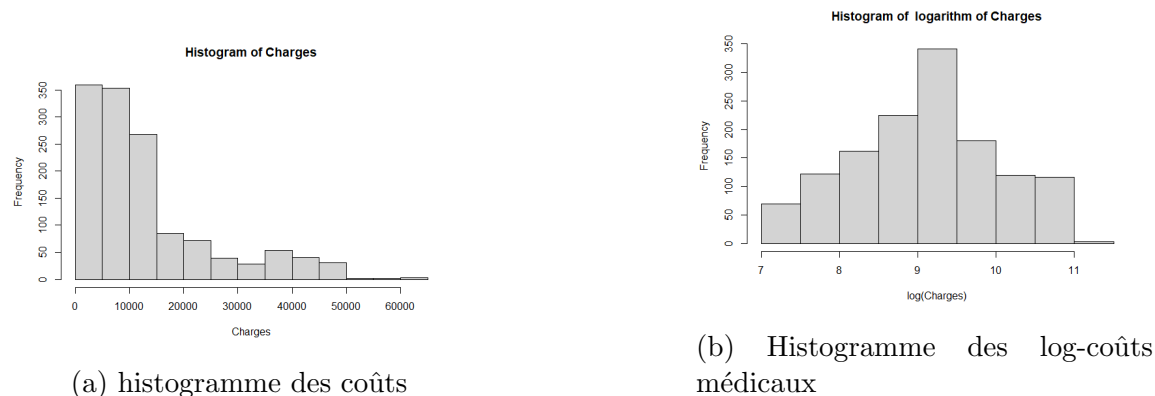 Histogram of Charges
Frequency
0 50 100 150 200 250 300 350
0 10000 20000 30000 40000 50000 60000
Charges
(a) histogramme des coûts
Histogram of  logarithm of Charges
Frequency
0 50 100 150 200 250 300 350
7 8 9 10 11
log(Charges)
(b) Histogramme des log-coûts
médicaux